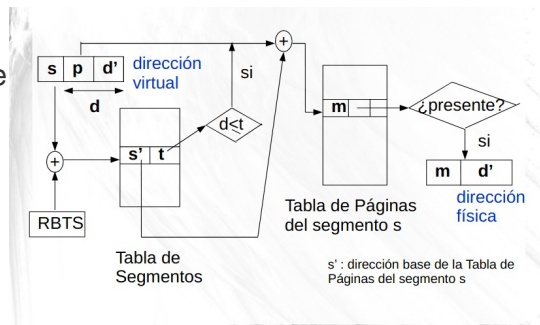 e
s p d'
dirección
virtual
d
+
si
d≤t
s' t
+
RBTS
Tabla de
Segmentos
m
¿presente?
si
m d'
dirección
física
Tabla de Páginas
del segmento s
s' : dirección base de la Tabla de
Páginas del segmento s